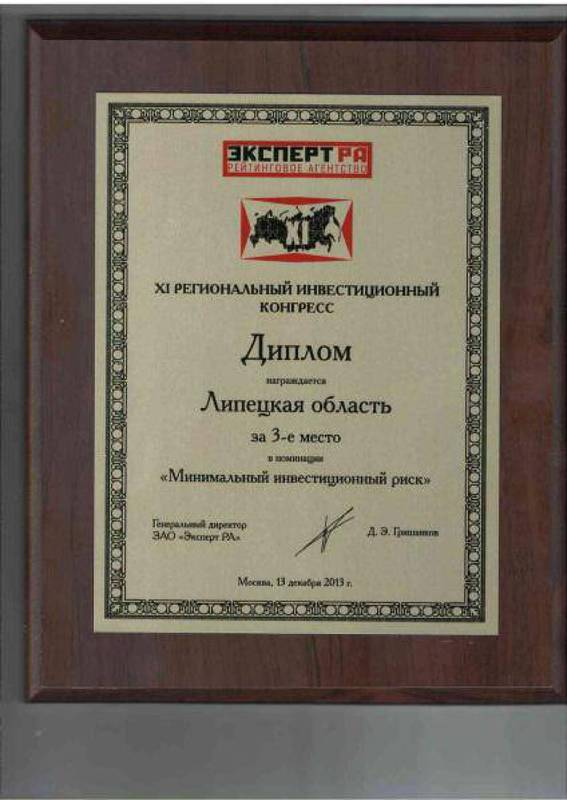 ЭКСПЕРТ РА
РЕЙТИНГОВОЕ АГЕНТСТВО
XI
XI РЕГИОНАЛЬНЫЙ ИНВЕСТИЦИОННЫЙ
КОНГРЕСС
Диплом
награждается
Липецкая область
за 3-е место
в номинации
«Минимальный инвестиционный риск»
Генеральный директор
ЗАО «Эксперт РА»
Д. Э. Гришанков
Москва, 13 декабря 2013 г.